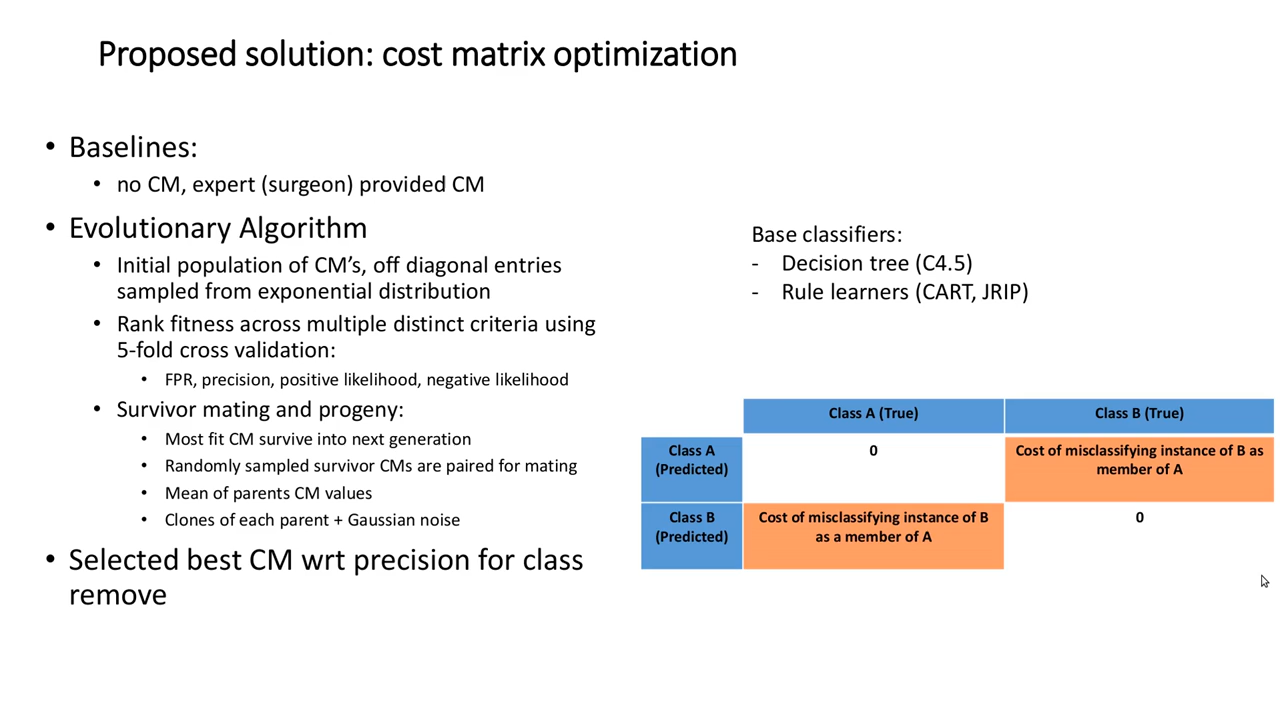 Proposed solution: cost matrix optimization
• Baselines:
• no CM, expert (surgeon) provided CM
• Evolutionary Algorithm
• Initial population of CM’s, off diagonal entries
sampled from exponential distribution
• Rank fitness across multiple distinct criteria using
5-fold cross validation:
• FPR, precision, positive likelihood, negative likelihood
• Survivor mating and progeny:
• Most fit CM survive into next generation
• Randomly sampled survivor CMs are paired for mating
• Mean of parents CM values
• Clones of each parent + Gaussian noise
• Selected best CM wrt precision for class
remove
Base classifiers:
- Decision tree (C4.5)
- Rule learners (CART, JRIP)
Class A (True)
Class B (True)
Class A
(Predicted)
0
Cost of misclassifying instance of B as
member of A
Class B
(Predicted)
Cost of misclassifying instance of B
as a member of A
0